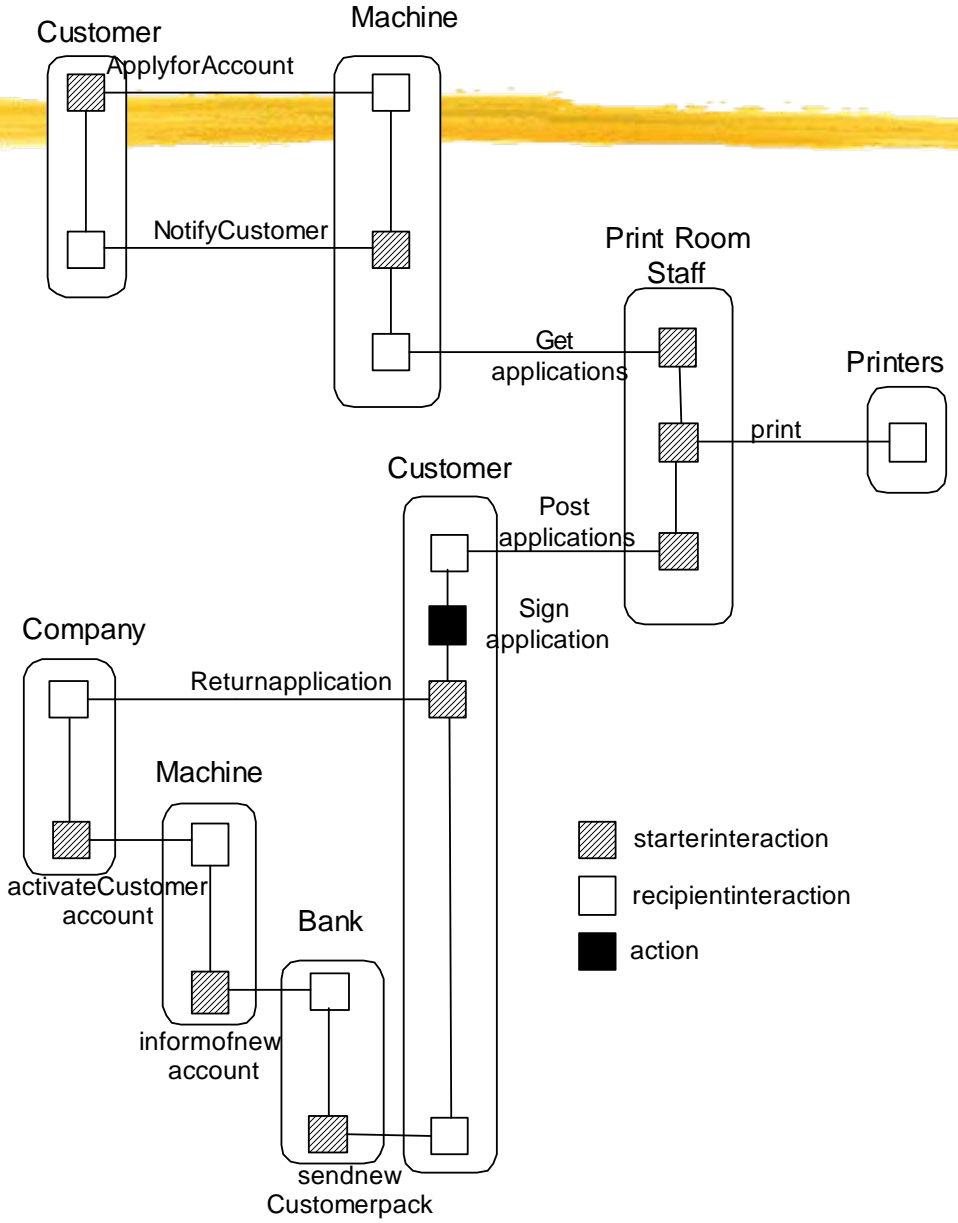 Machine
Customer
ApplyforAccount
NotifyCustomer
Print Room
Staff
Get
applications
Printers
print
Customer
Post
applications
Sign
application
Company
Returnapplication
Machine
starterinteraction
activateCustomer
account
recipientinteraction
Bank
action
informofnew
account
sendnew
Customerpack